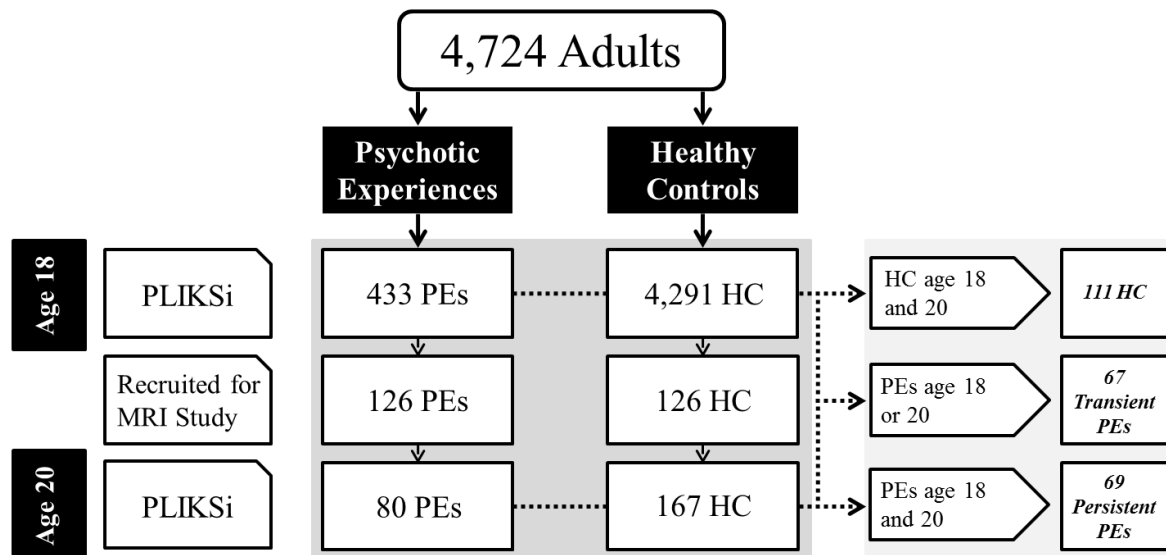 4,724 Adults
Psychotic
Experiences
Healthy
Controls
Age 18
PLIKSi
433 PEs
4,291 HC
HC age 18
and 20
111 HC
Recruited for
MRI Study
126 PEs
126 HC
PEs age 18
or 20
67
Transient
PEs
Age 20
PLIKSi
80 PEs
167 HC
PEs age 18
and 20
69
Persistent
PEs